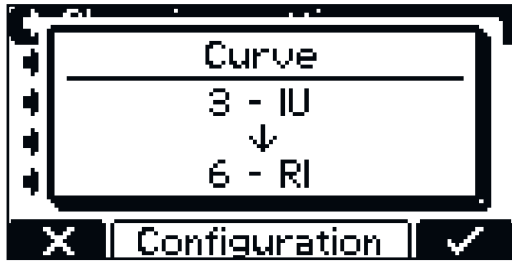 Curve
3 - IU
↓
6 - RI
Configuration